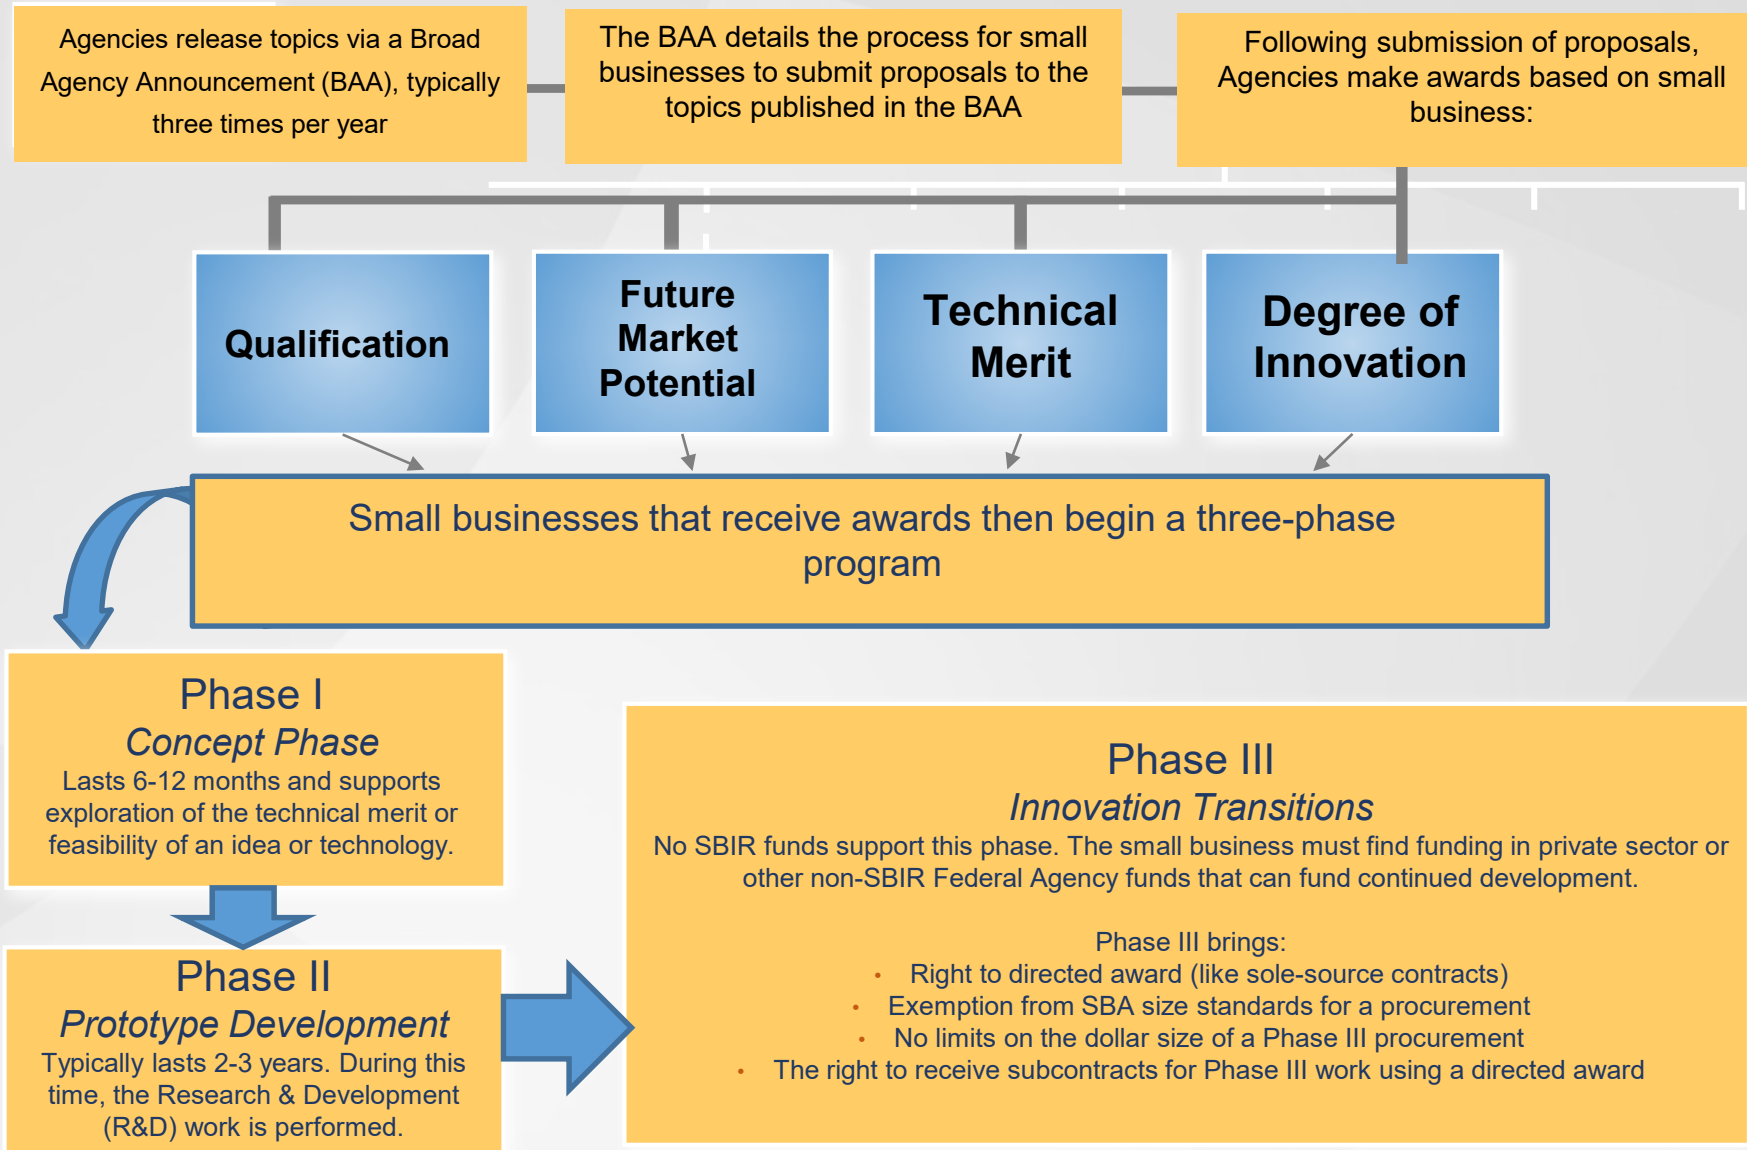 Agencies release topics via a Broad
Agency Announcement (BAA), typically
three times per year
The BAA details the process for small
businesses to submit proposals to the
topics published in the BAA
Following submission of proposals,
Agencies make awards based on small
business:
Qualification
Future
Market
Potential
Technical
Merit
Degree of
Innovation
Small businesses that receive awards then begin a three-phase
program
Phase I
Concept Phase
Lasts 6-12 months and supports
exploration of the technical merit or
feasibility of an idea or technology.
Phase II
Prototype Development
Typically lasts 2-3 years. During this
time, the Research & Development
(R&D) work is performed.
Phase III
Innovation Transitions
No SBIR funds support this phase. The small business must find funding in private sector or
other non-SBIR Federal Agency funds that can fund continued development.
Phase III brings:
• Right to directed award (like sole-source contracts)
• Exemption from SBA size standards for a procurement
• No limits on the dollar size of a Phase III procurement
• The right to receive subcontracts for Phase III work using a directed award